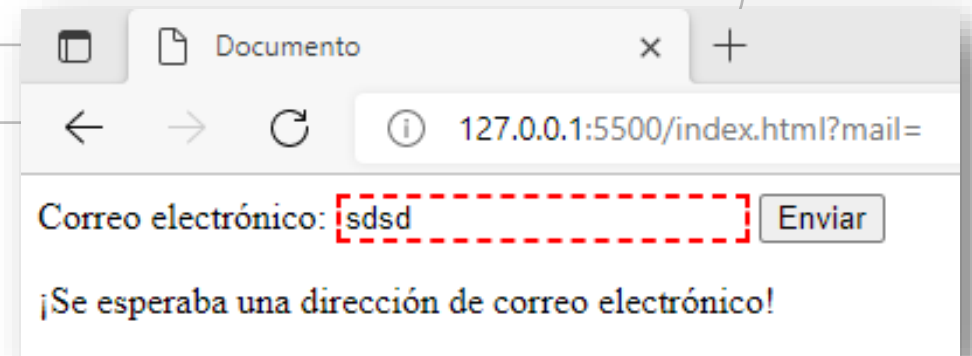 Documento
127.0.0.1:5500/index.html?mail=
Correo electrónico: sdsd Enviar
¡Se esperaba una dirección de correo electrónico!